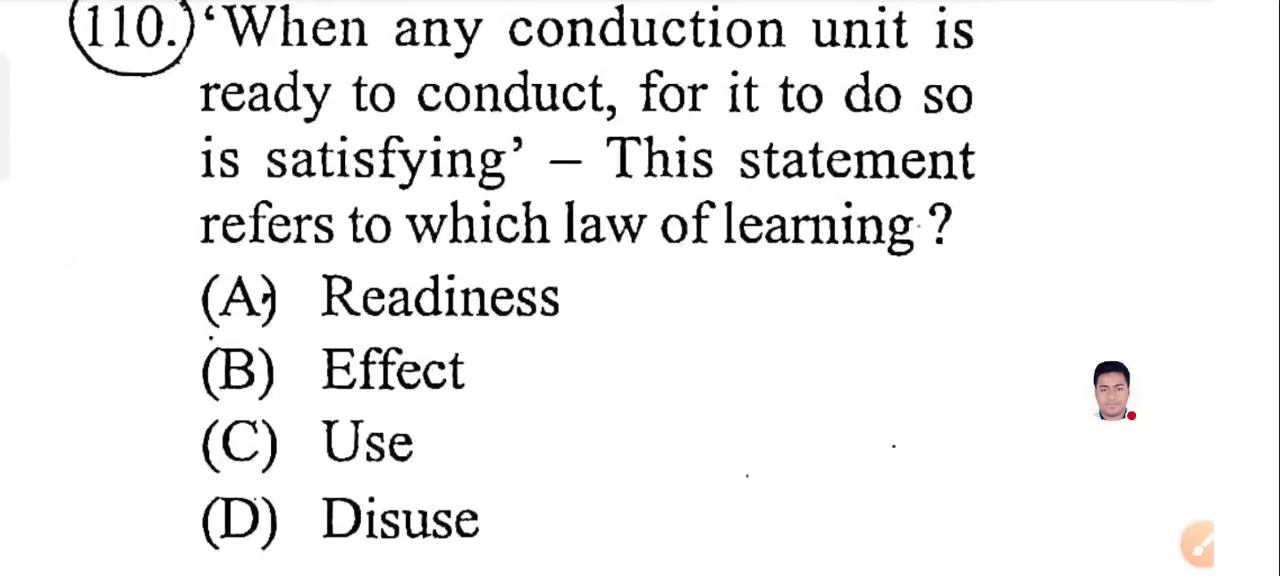 110. ‘When any conduction unit is
ready to conduct, for it to do so
is satisfying’ – This statement
refers to which law of learning ?
(A) Readiness
(B) Effect
(C) Use
(D) Disuse